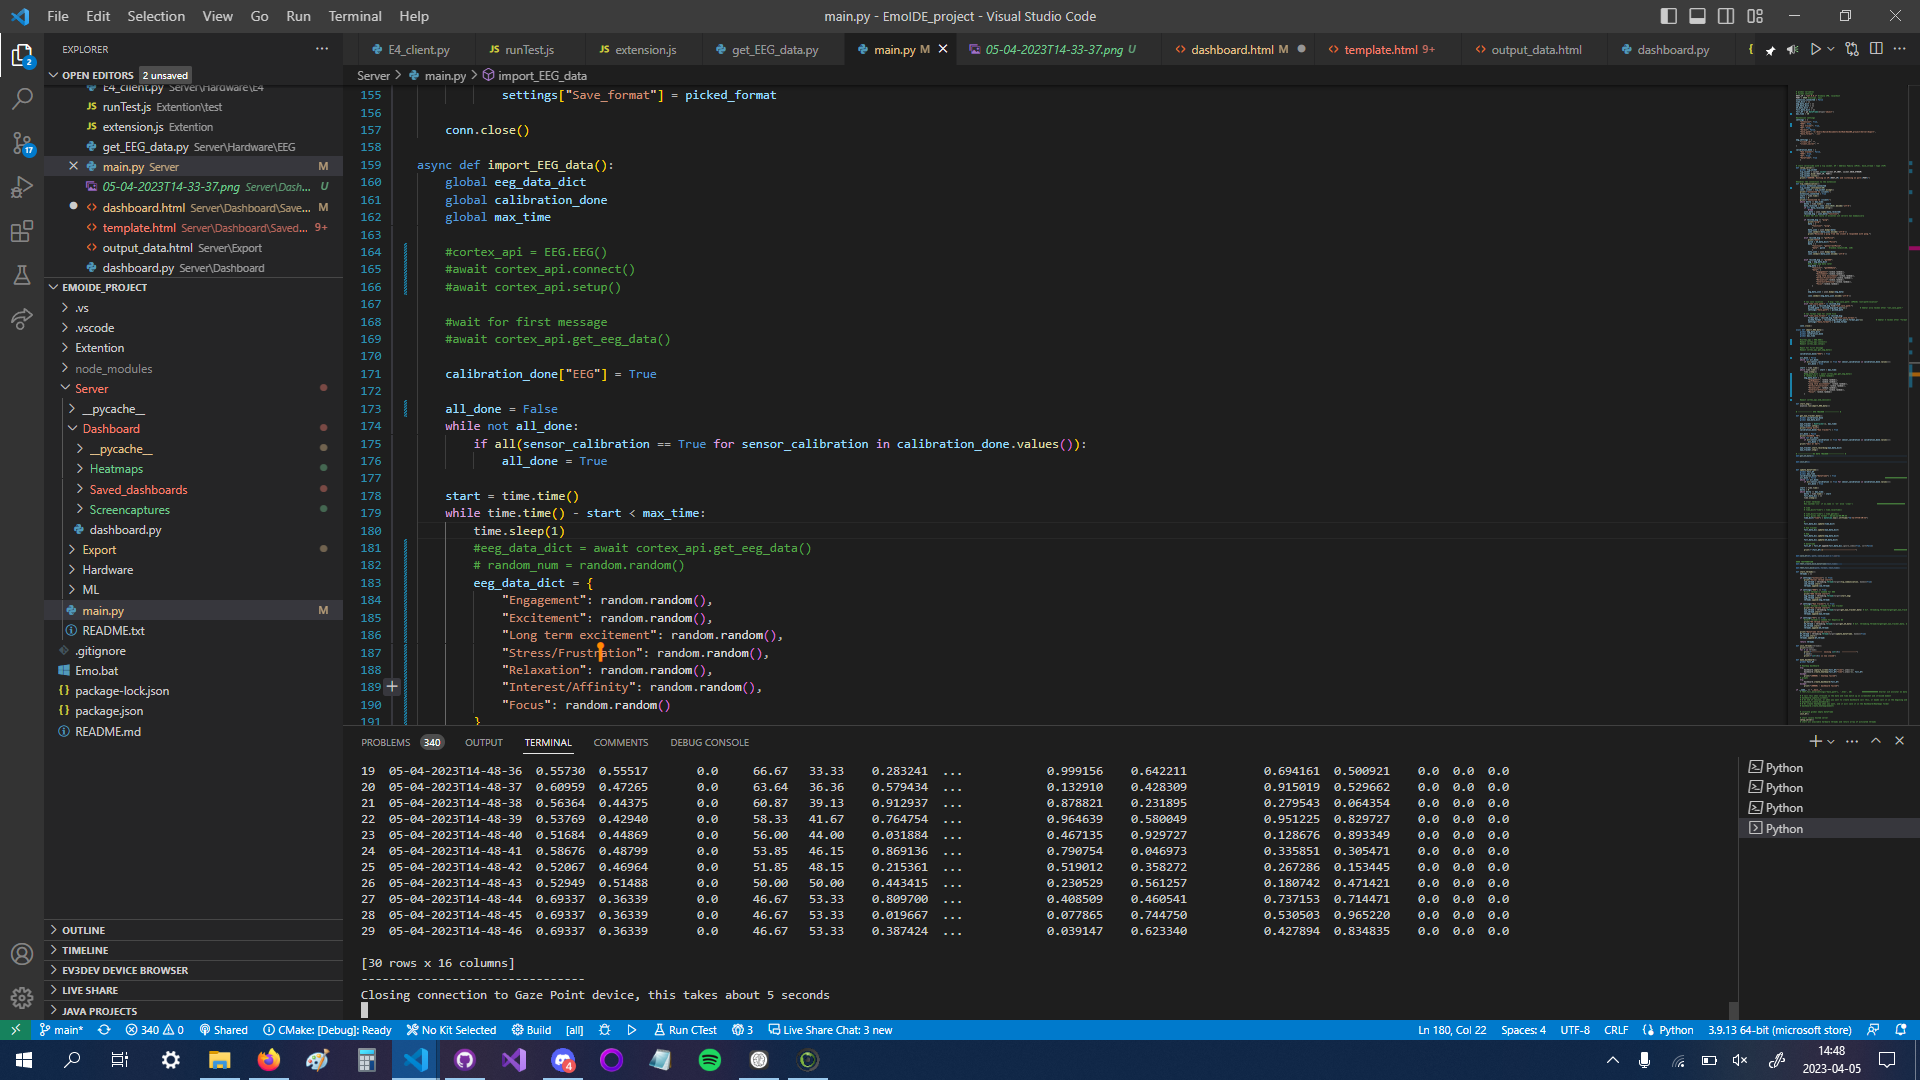 File Edit Selection View Go Run Terminal Help
main.py - EmoIDE_project - Visual Studio Code
EXPLORER
E4_client.py
runTest.js
extension.js
get_EEG_data.py
main.py M
05-04-2023T14-33-37.png U
dashboard.html M
template.html 9+
output_data.html
dashboard.py
OPEN EDITORS 2 unsaved
E4_client.py Server\Hardware\E4
runTest.js Extention\test
extension.js Extention
get_EEG_data.py Server\Hardware\EEG
main.py Server M
05-04-2023T14-33-37.png Server\Dash... U
dashboard.html Server\Dashboard\Save... M
template.html Server\Dashboard\Saved... 9+
output_data.html Server\Export
dashboard.py Server\Dashboard
EMOIDE_PROJECT
.vs
.vscode
Extention
node_modules
Server
__pycache__
Dashboard
__pycache__
Heatmaps
Saved_dashboards
Screencaptures
dashboard.py
Export
Hardware
ML
main.py M
README.txt
.gitignore
Emo.bat
package-lock.json
package.json
README.md
OUTLINE
TIMELINE
EV3DEV DEVICE BROWSER
LIVE SHARE
JAVA PROJECTS
Server > main.py > import_EEG_data
155 settings["Save_format"] = picked_format
156
157 conn.close()
158
159 async def import_EEG_data():
160 global eeg_data_dict
161 global calibration_done
162 global max_time
163
164 #cortex_api = EEG.EEG()
165 #await cortex_api.connect()
166 #await cortex_api.setup()
167
168 #wait for first message
169 #await cortex_api.get_eeg_data()
170
171 calibration_done["EEG"] = True
172
173 all_done = False
174 while not all_done:
175 if all(sensor_calibration == True for sensor_calibration in calibration_done.values()):
176 all_done = True
177
178 start = time.time()
179 while time.time() - start < max_time:
180 time.sleep(1)
181 #eeg_data_dict = await cortex_api.get_eeg_data()
182 # random_num = random.random()
183 eeg_data_dict = {
184 "Engagement": random.random(),
185 "Excitement": random.random(),
186 "Long term excitement": random.random(),
187 "Stress/Frustration": random.random(),
188 "Relaxation": random.random(),
189 "Interest/Affinity": random.random(),
190 "Focus": random.random()
191 }
PROBLEMS 340 OUTPUT TERMINAL COMMENTS DEBUG CONSOLE
19 05-04-2023T14-48-36 0.55730 0.55517 0.0 66.67 33.33 0.283241 ... 0.999156 0.642211 0.694161 0.500921 0.0 0.0 0.0
20 05-04-2023T14-48-37 0.60959 0.47265 0.0 63.64 36.36 0.579434 ... 0.132910 0.428309 0.915019 0.529662 0.0 0.0 0.0
21 05-04-2023T14-48-38 0.56364 0.44375 0.0 60.87 39.13 0.912937 ... 0.878821 0.231895 0.279543 0.064354 0.0 0.0 0.0
22 05-04-2023T14-48-39 0.53769 0.42940 0.0 58.33 41.67 0.764754 ... 0.964639 0.580049 0.951225 0.829727 0.0 0.0 0.0
23 05-04-2023T14-48-40 0.51684 0.44869 0.0 56.00 44.00 0.031884 ... 0.467135 0.929727 0.128676 0.893349 0.0 0.0 0.0
24 05-04-2023T14-48-41 0.58676 0.48799 0.0 53.85 46.15 0.869136 ... 0.790754 0.046973 0.335851 0.305471 0.0 0.0 0.0
25 05-04-2023T14-48-42 0.52067 0.46964 0.0 51.85 48.15 0.215361 ... 0.519012 0.358272 0.267286 0.153445 0.0 0.0 0.0
26 05-04-2023T14-48-43 0.52949 0.51488 0.0 50.00 50.00 0.443415 ... 0.230529 0.561257 0.180742 0.471421 0.0 0.0 0.0
27 05-04-2023T14-48-44 0.69337 0.36339 0.0 46.67 53.33 0.809700 ... 0.408509 0.460541 0.737153 0.714471 0.0 0.0 0.0
28 05-04-2023T14-48-45 0.69337 0.36339 0.0 46.67 53.33 0.019667 ... 0.077865 0.744750 0.530503 0.965220 0.0 0.0 0.0
29 05-04-2023T14-48-46 0.69337 0.36339 0.0 46.67 53.33 0.387424 ... 0.039147 0.623340 0.427894 0.834835 0.0 0.0 0.0
[30 rows x 16 columns]
--------------------------------
Closing connection to Gaze Point device, this takes about 5 seconds
Python
Python
Python
Python
main* 340 0 Shared CMake: [Debug]: Ready No Kit Selected Build [all] Run CTest 3 Live Share Chat: 3 new
Ln 180, Col 22 Spaces: 4 UTF-8 CRLF Python 3.9.13 64-bit (microsoft store)
14:48
2023-04-05